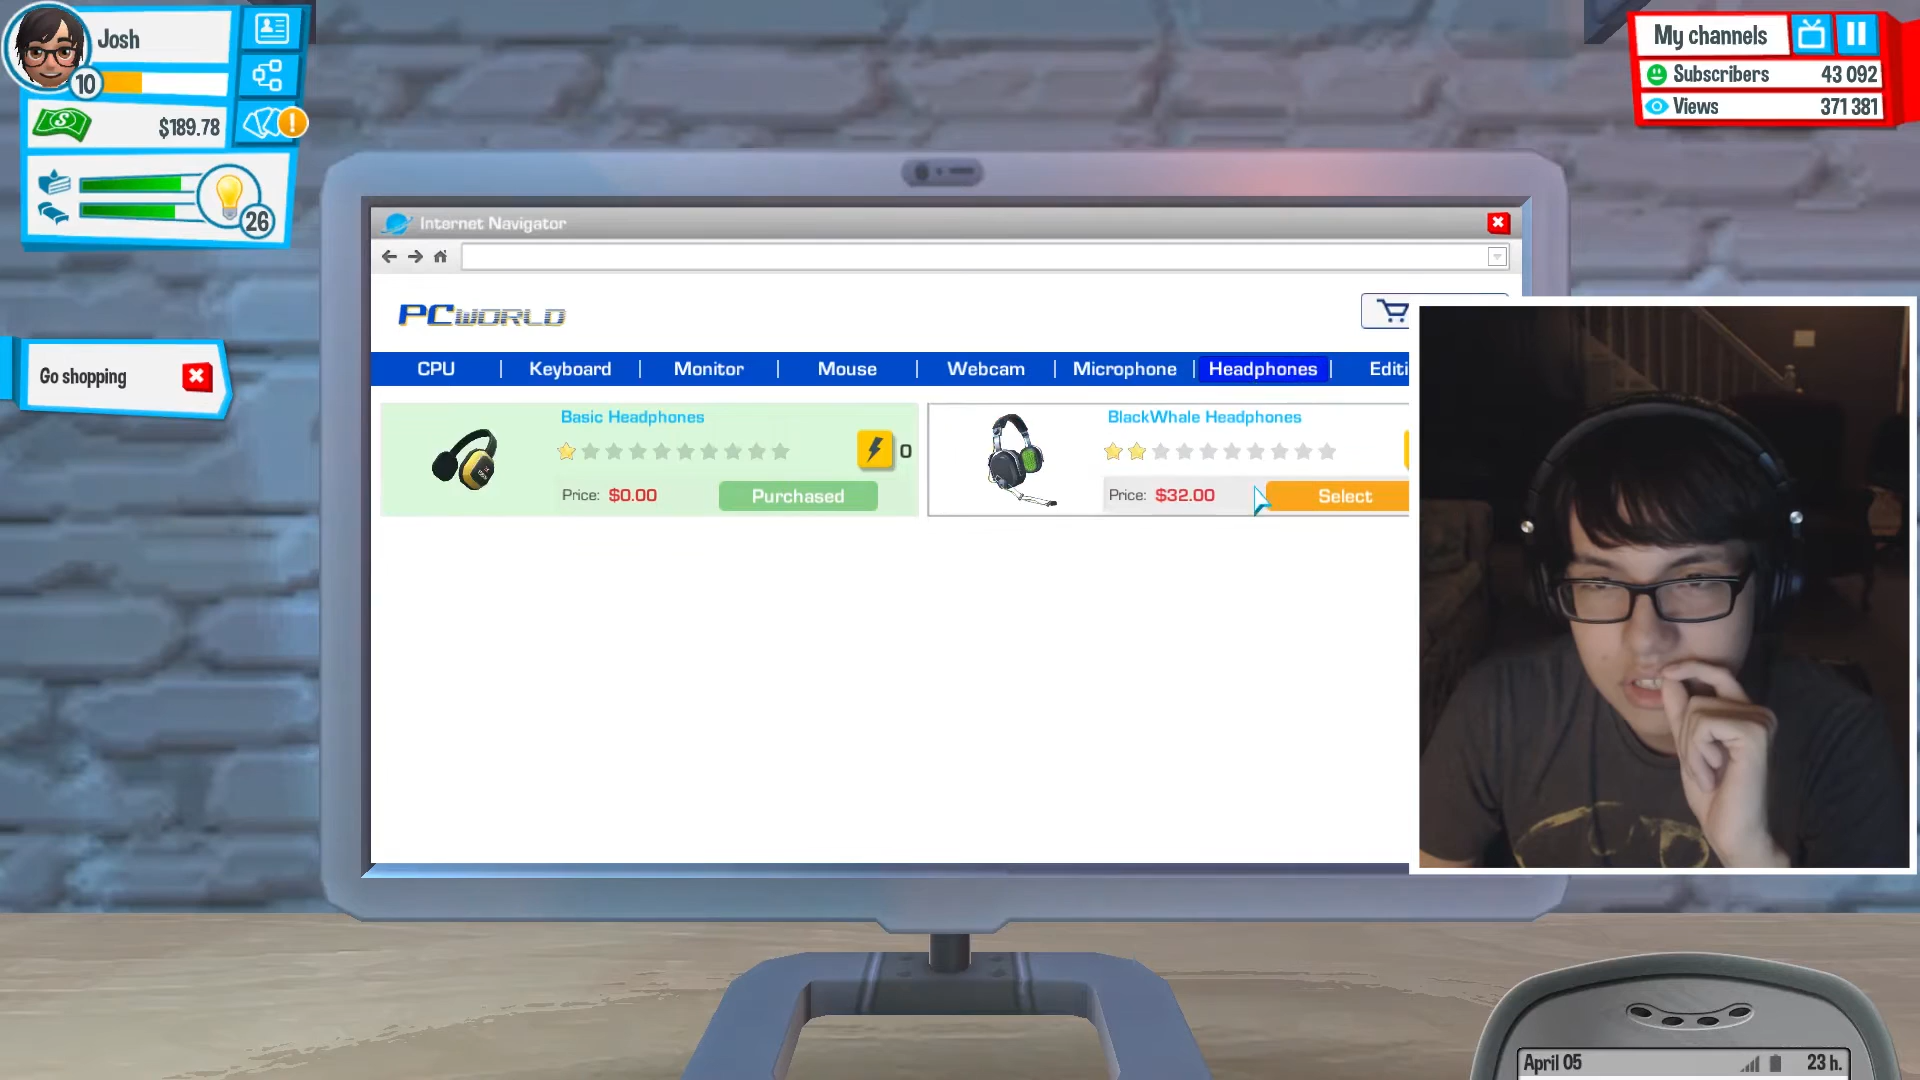 Josh
10
$189.78
!
26
My channels
Subscribers 43 092
Views 371 381
Go shopping
Internet Navigator
PCWORLD
CPU | Keyboard | Monitor | Mouse | Webcam | Microphone | Headphones | Editi
Basic Headphones
0
Price: $0.00 Purchased
BlackWhale Headphones
Price: $32.00 Select
April 05 23 h.